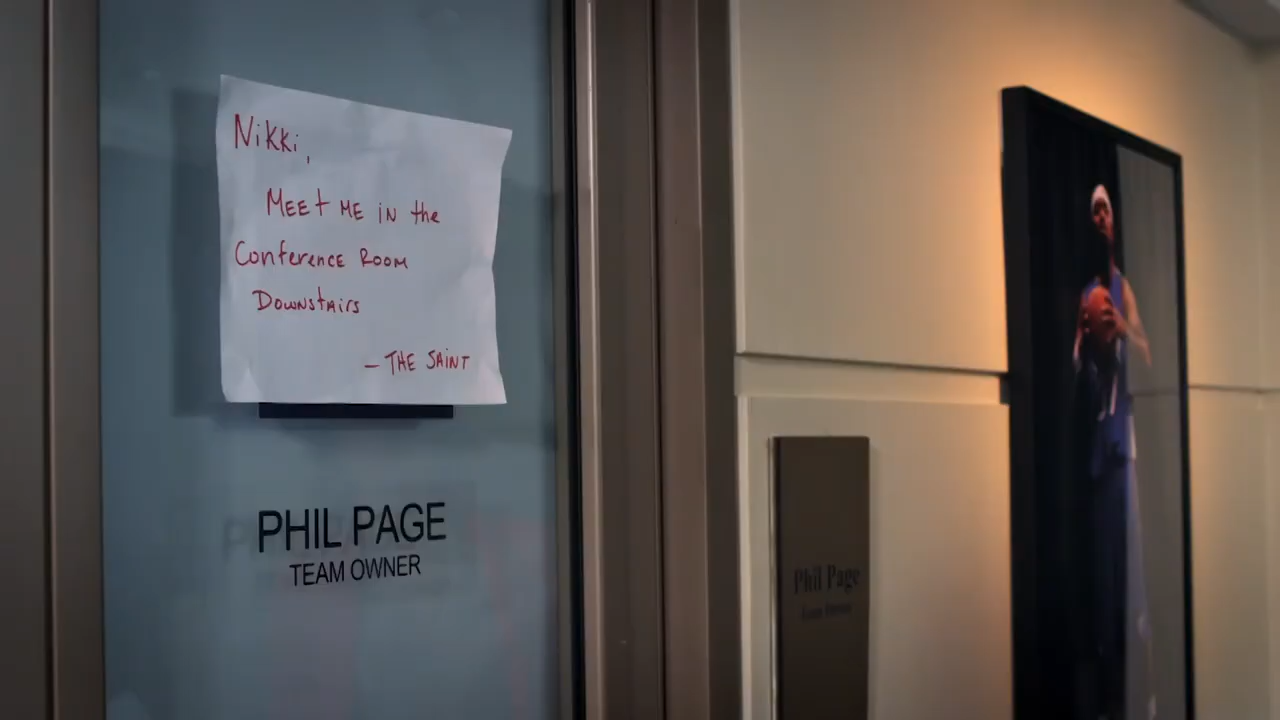 Nikki,
MEEt ME iN the
Conference Room
Downstairs
– THE SAINT
PHIL PAGE
TEAM OWNER
Phil Page